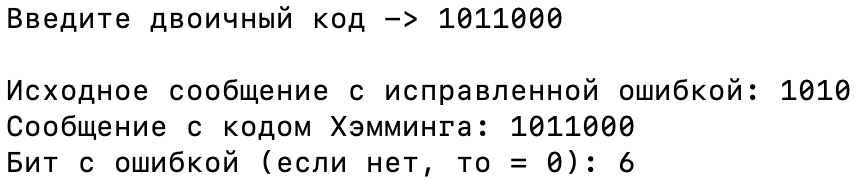 Введите двоичный код –> 1011000
Исходное сообщение с исправленной ошибкой: 1010
Сообщение с кодом Хэмминга: 1011000
Бит с ошибкой (если нет, то = 0): 6